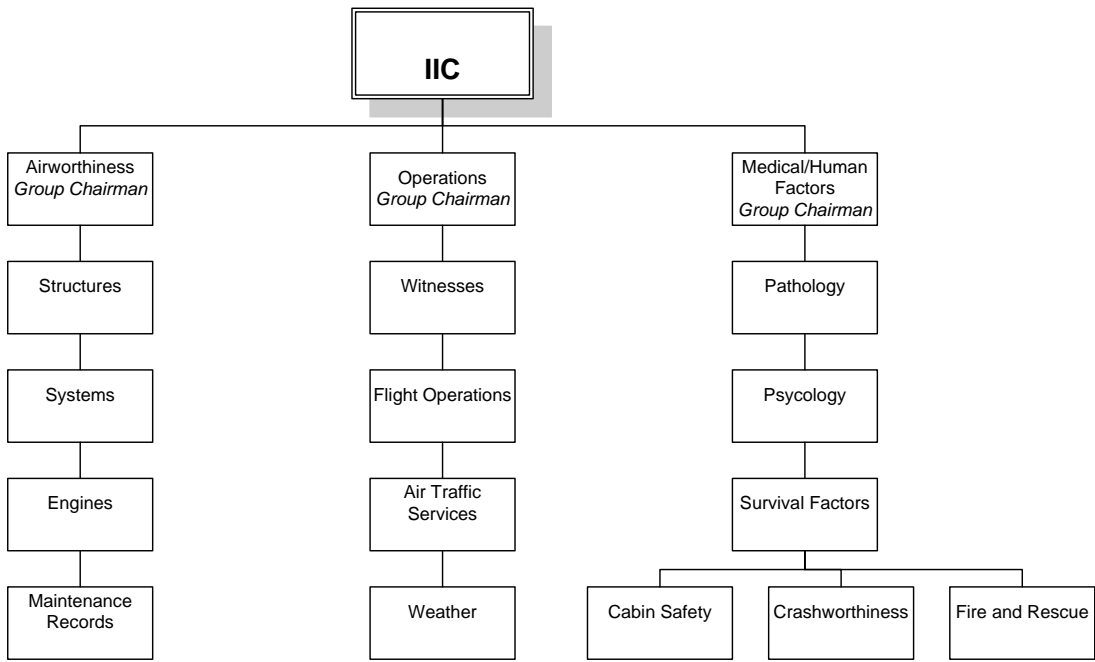 IIC
Airworthiness
Group Chairman
Operations
Group Chairman
Medical/Human
Factors
Group Chairman
Structures
Witnesses
Pathology
Systems
Flight Operations
Psycology
Engines
Air Traffic
Services
Survival Factors
Maintenance
Records
Weather
Cabin Safety
Crashworthiness
Fire and Rescue